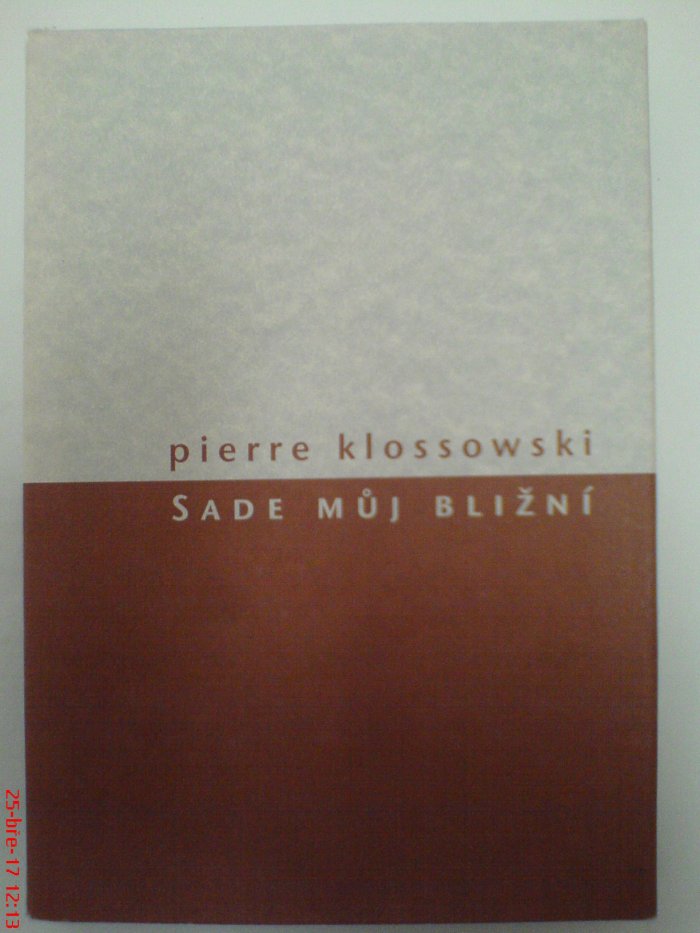 pierre klossowski
SADE MŮJ BLIŽNÍ
25-bře-17 12:13